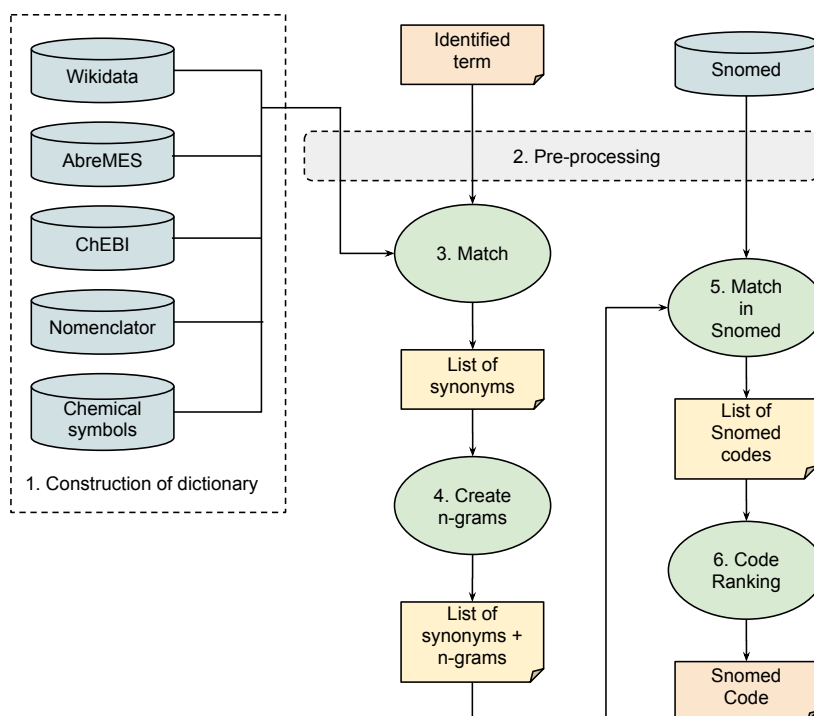 Wikidata
AbreMES
ChEBI
Nomenclator
Chemical
symbols
1. Construction of dictionary
Identified
term
2. Pre-processing
3. Match
List of
synonyms
4. Create
n-grams
List of
synonyms +
n-grams
Snomed
5. Match
in
Snomed
List of
Snomed
codes
6. Code
Ranking
Snomed
Code